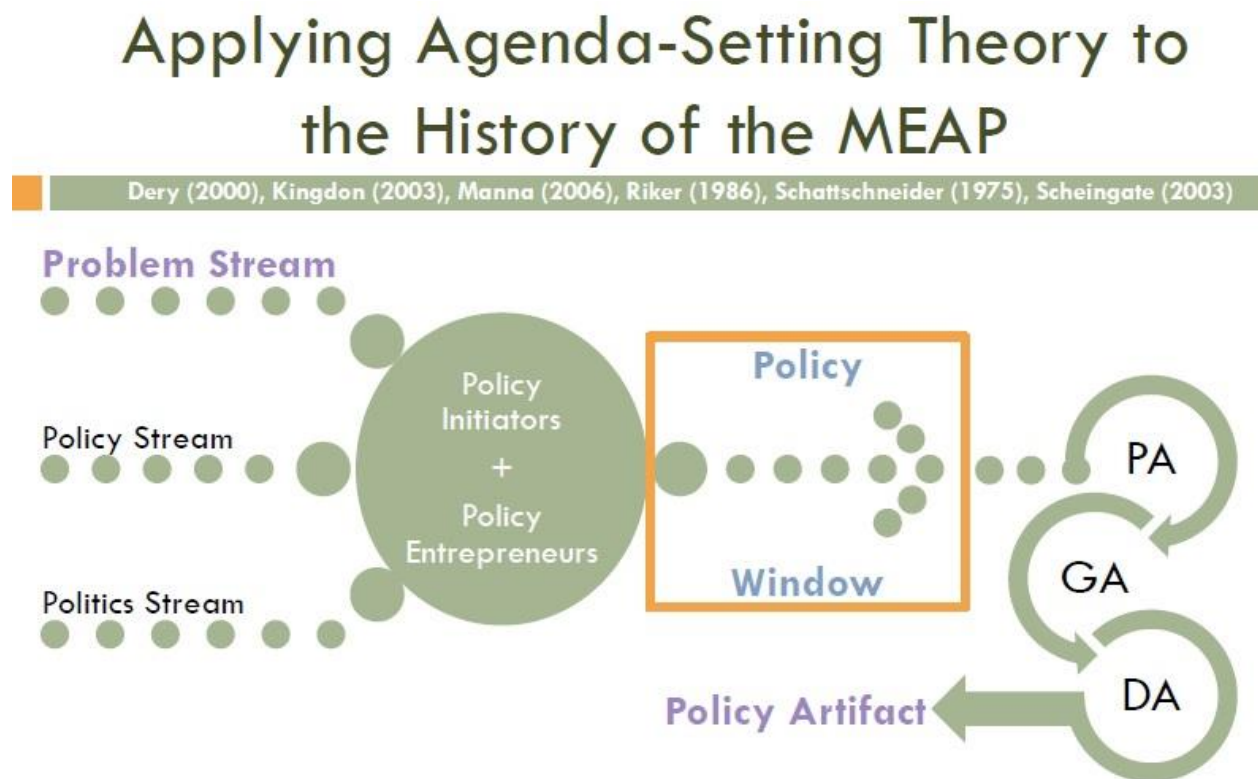 Applying Agenda-Setting Theory to
the History of the MEAP
Dery (2000), Kingdon (2003), Manna (2006), Riker (1986), Schattschneider (1975), Scheingate (2003)
Problem Stream
Policy Stream
Politics Stream
Policy
Initiators
+
Policy
Entrepreneurs
Policy
Window
PA
GA
DA
Policy Artifact